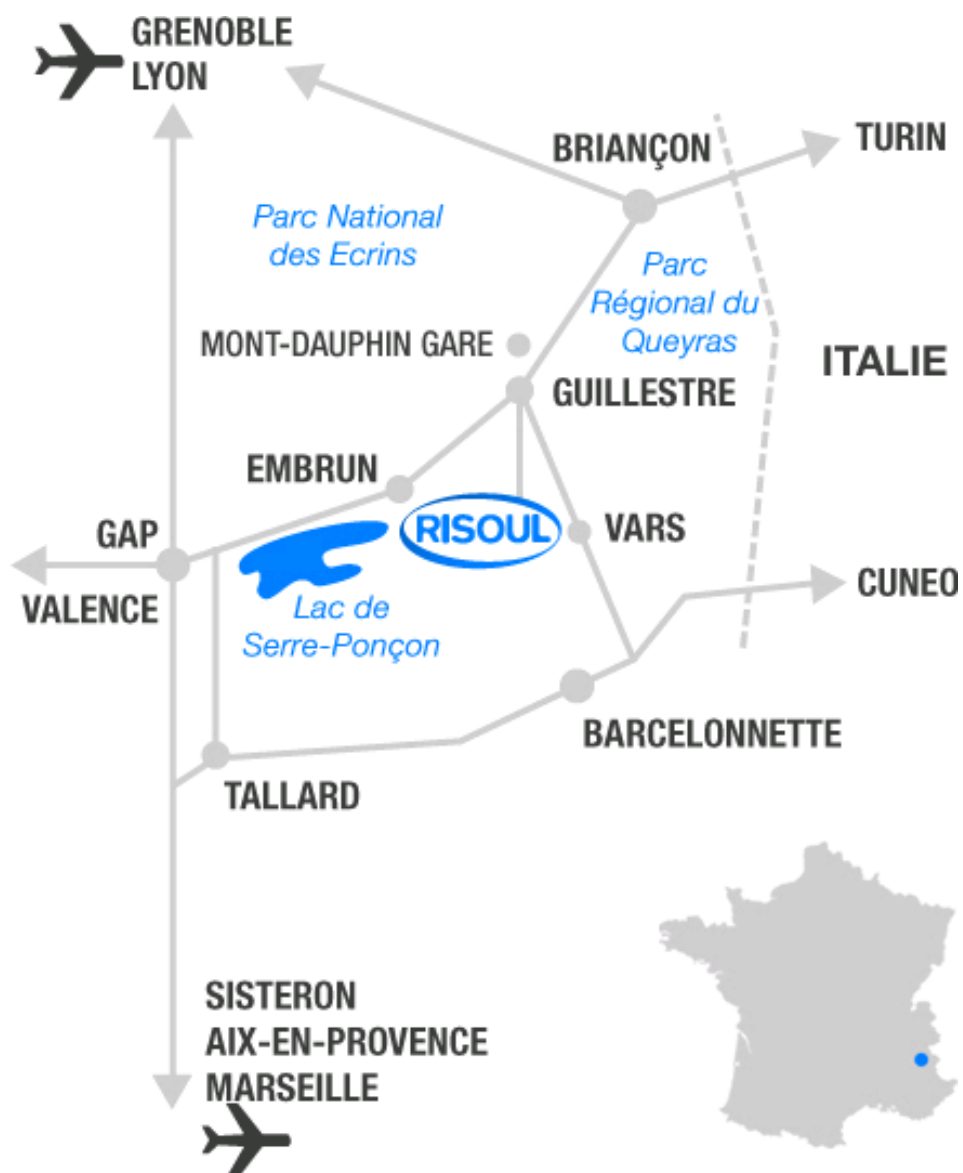 GRENOBLE
LYON
BRIANÇON
TURIN
Parc National
des Ecrins
Parc
Régional du
Queyras
MONT-DAUPHIN GARE
ITALIE
GUILLESTRE
EMBRUN
RISOUL
VARS
GAP
VALENCE
CUNEO
Lac de
Serre-Ponçon
BARCELONNETTE
TALLARD
SISTERON
AIX-EN-PROVENCE
MARSEILLE